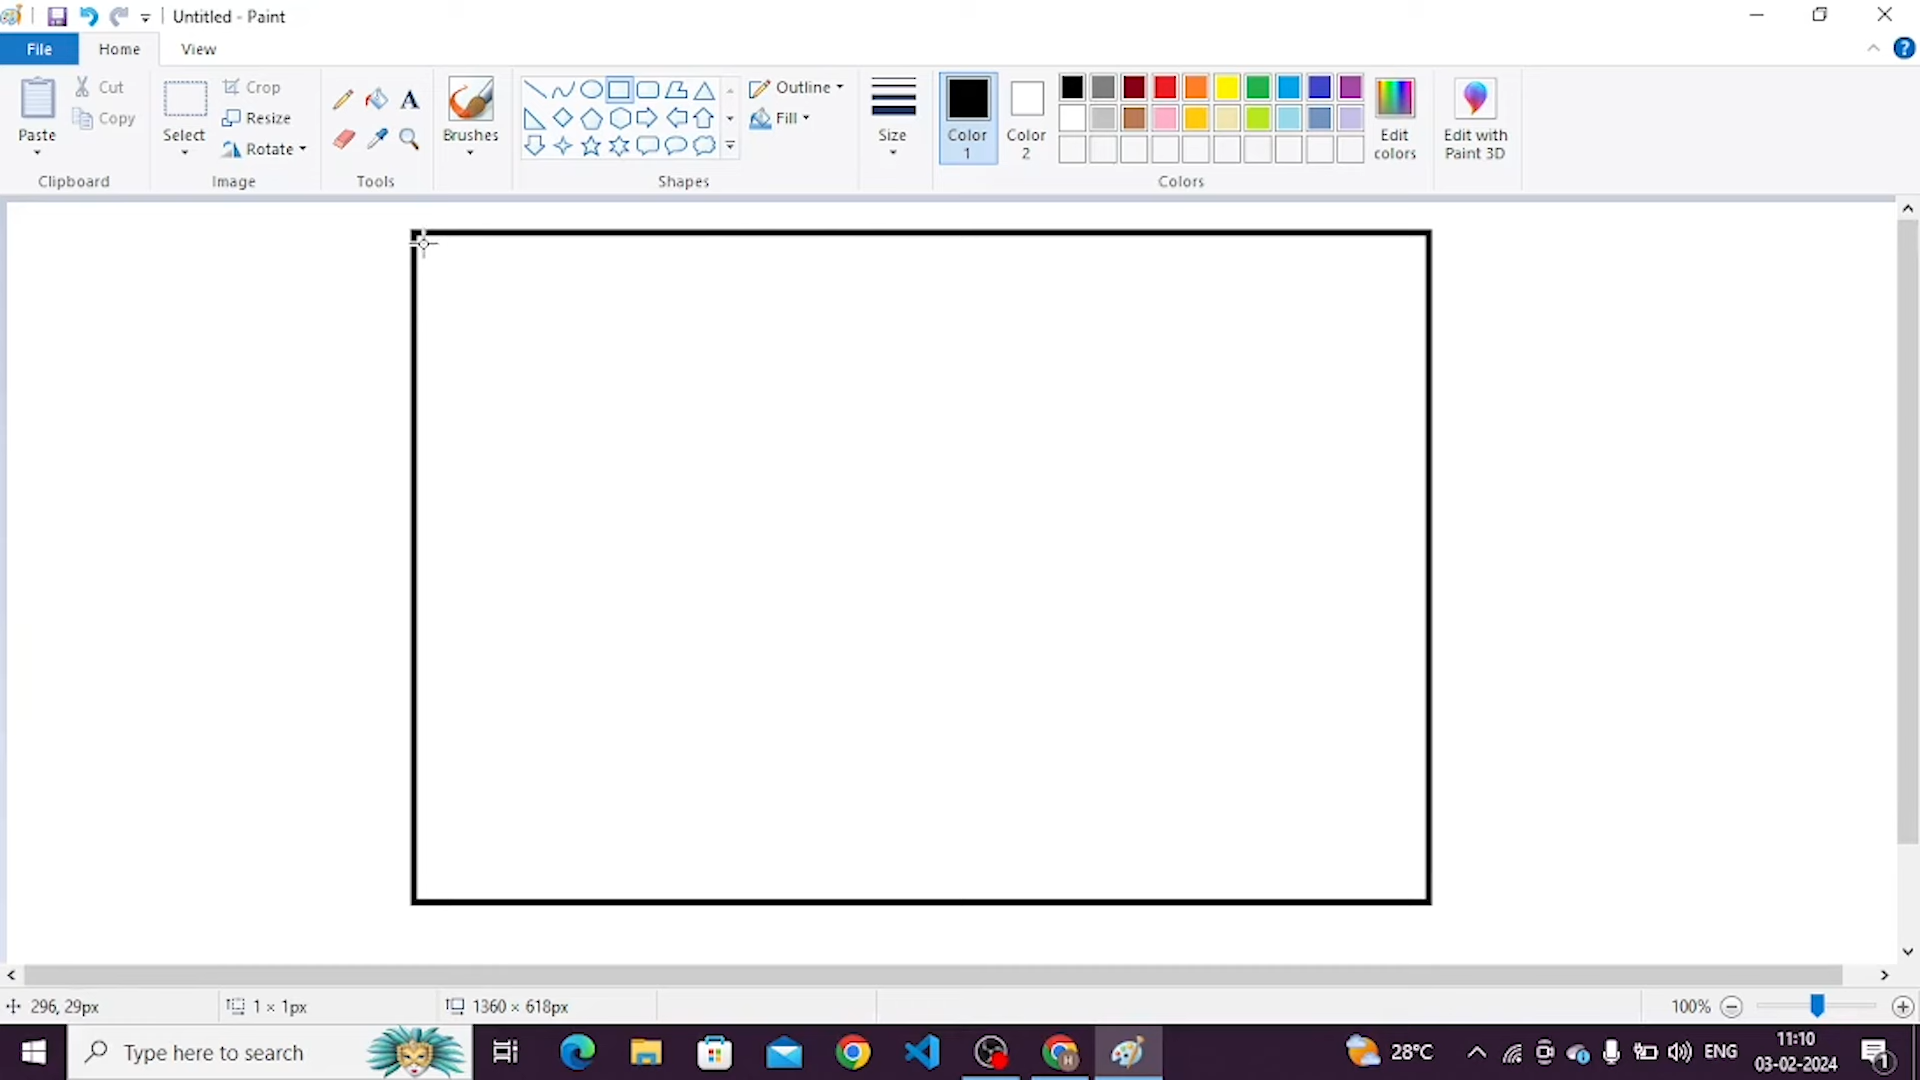 Untitled - Paint
File Home View
Paste
Cut
Copy
Clipboard
Select
Crop
Resize
Rotate
Image
A
Tools
Brushes
Shapes
Outline
Fill
Size
Color 1
Color 2
Colors
Edit colors
Edit with Paint 3D
296, 29px
1 × 1px
1360 × 618px
100%
Type here to search
28°C
ENG
11:10
03-02-2024
1